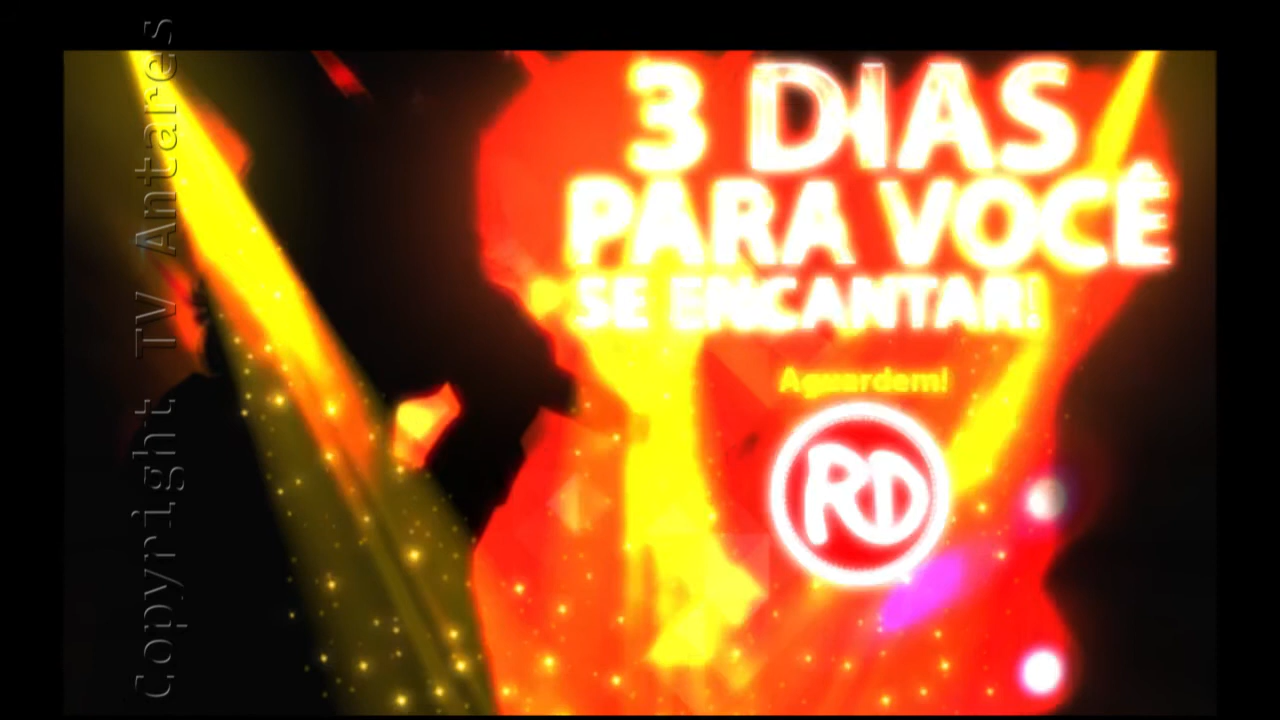 3 DIAS
PARA VOCÊ
SE ENCANTAR!
Aguardem!
RD
Copyright TV Antares